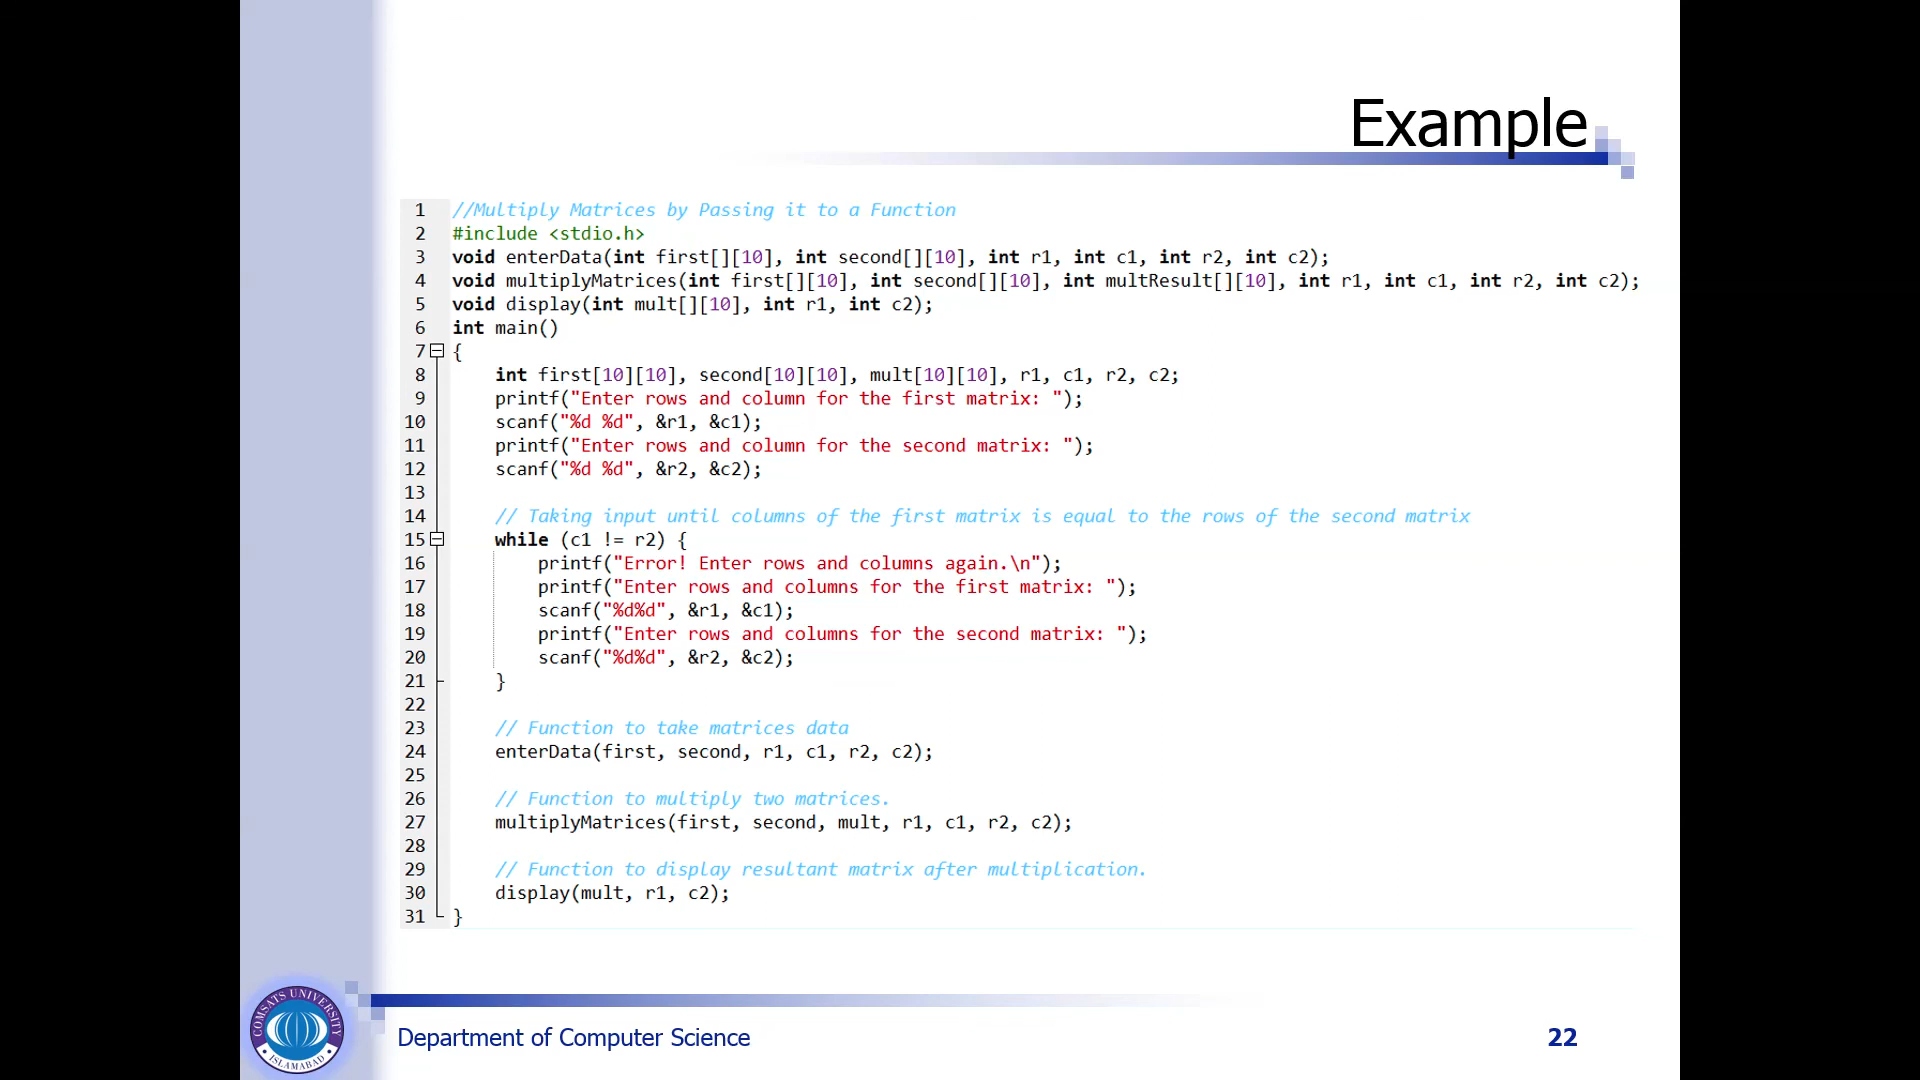 Example
1 //Multiply Matrices by Passing it to a Function
2 #include <stdio.h>
3 void enterData(int first[][10], int second[][10], int r1, int c1, int r2, int c2);
4 void multiplyMatrices(int first[][10], int second[][10], int multResult[][10], int r1, int c1, int r2, int c2);
5 void display(int mult[][10], int r1, int c2);
6 int main()
7 {
8     int first[10][10], second[10][10], mult[10][10], r1, c1, r2, c2;
9     printf("Enter rows and column for the first matrix: ");
10     scanf("%d %d", &r1, &c1);
11     printf("Enter rows and column for the second matrix: ");
12     scanf("%d %d", &r2, &c2);
13
14     // Taking input until columns of the first matrix is equal to the rows of the second matrix
15     while (c1 != r2) {
16         printf("Error! Enter rows and columns again.\n");
17         printf("Enter rows and columns for the first matrix: ");
18         scanf("%d%d", &r1, &c1);
19         printf("Enter rows and columns for the second matrix: ");
20         scanf("%d%d", &r2, &c2);
21     }
22
23     // Function to take matrices data
24     enterData(first, second, r1, c1, r2, c2);
25
26     // Function to multiply two matrices.
27     multiplyMatrices(first, second, mult, r1, c1, r2, c2);
28
29     // Function to display resultant matrix after multiplication.
30     display(mult, r1, c2);
31 }
COMSATS UNIVERSITY
ISLAMABAD
Department of Computer Science
22